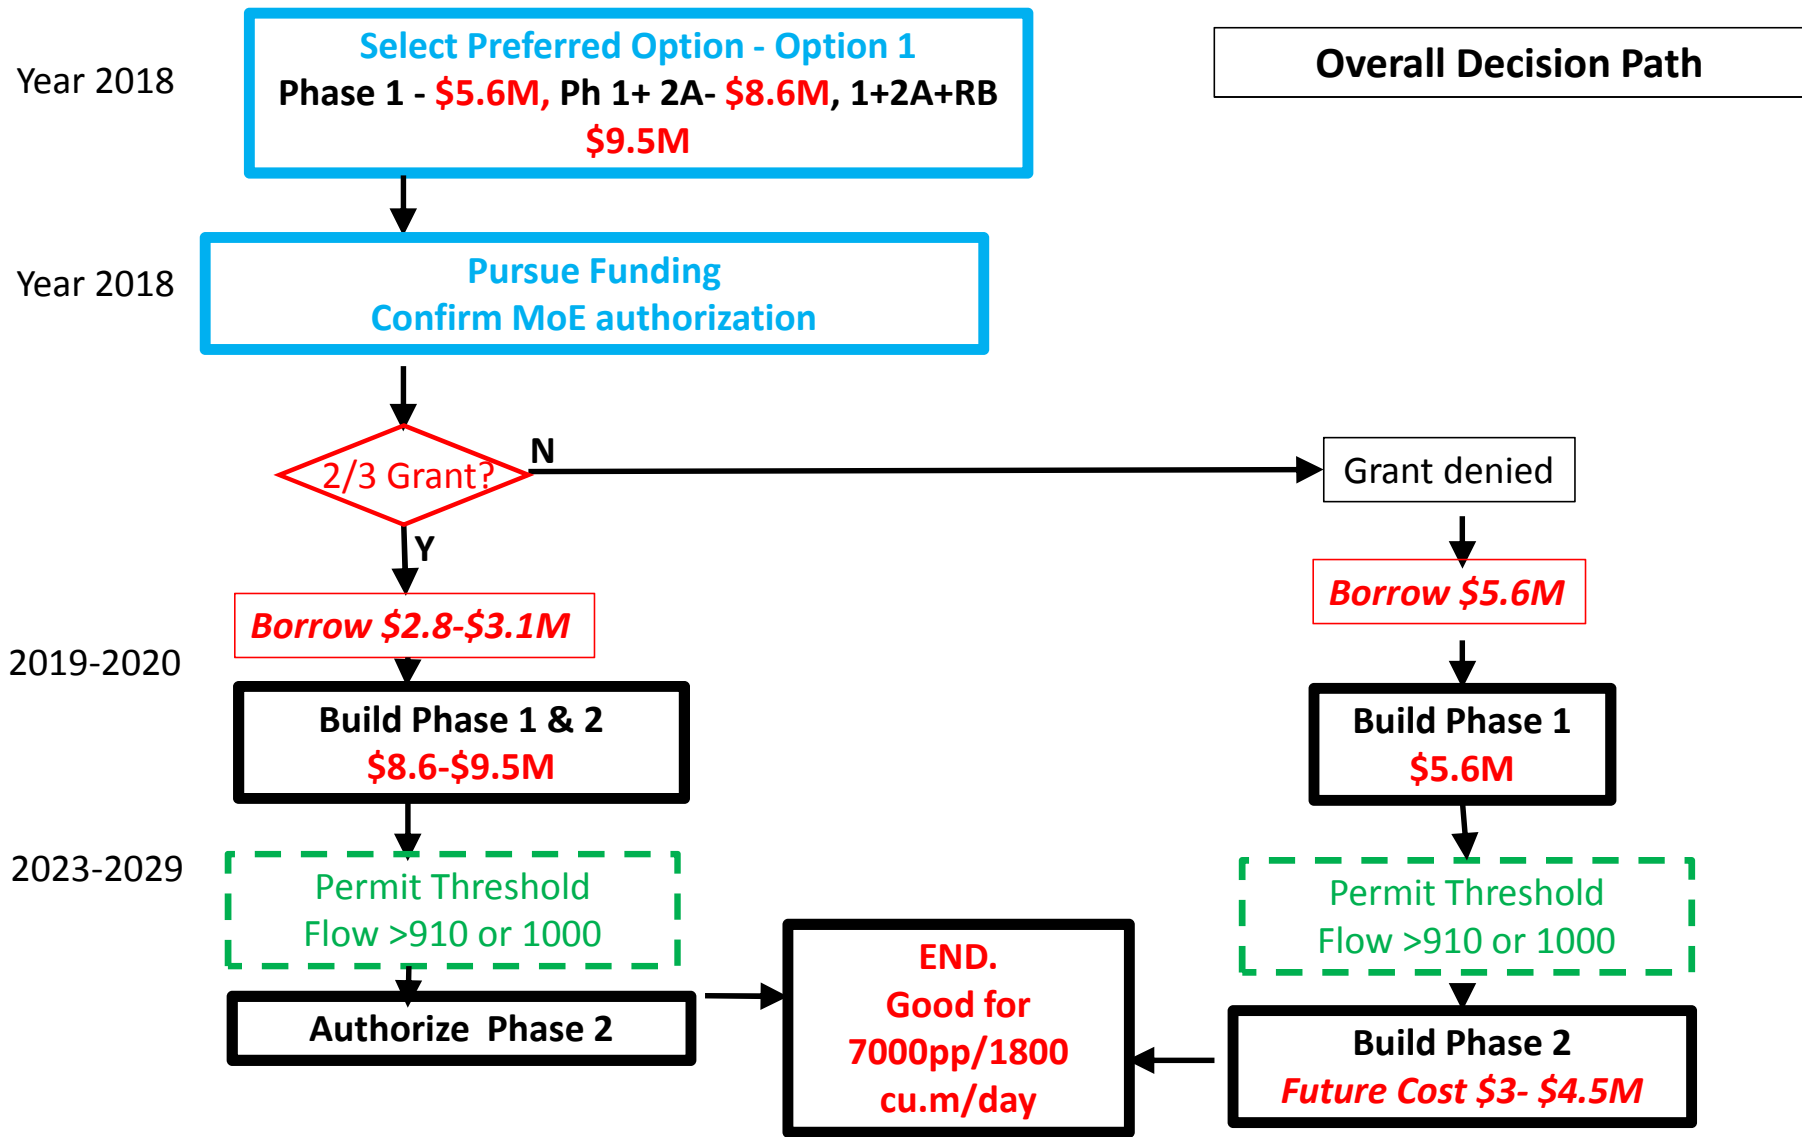 Overall Decision Path
Year 2018
Select Preferred Option - Option 1
Phase 1 - $5.6M, Ph 1+ 2A- $8.6M, 1+2A+RB
$9.5M
Year 2018
Pursue Funding
Confirm MoE authorization
2/3 Grant?
N
Grant denied
Y
Borrow $2.8-$3.1M
Borrow $5.6M
2019-2020
Build Phase 1 & 2
$8.6-$9.5M
Build Phase 1
$5.6M
2023-2029
Permit Threshold
Flow >910 or 1000
Permit Threshold
Flow >910 or 1000
Authorize  Phase 2
END.
Good for
7000pp/1800
cu.m/day
Build Phase 2
Future Cost $3- $4.5M